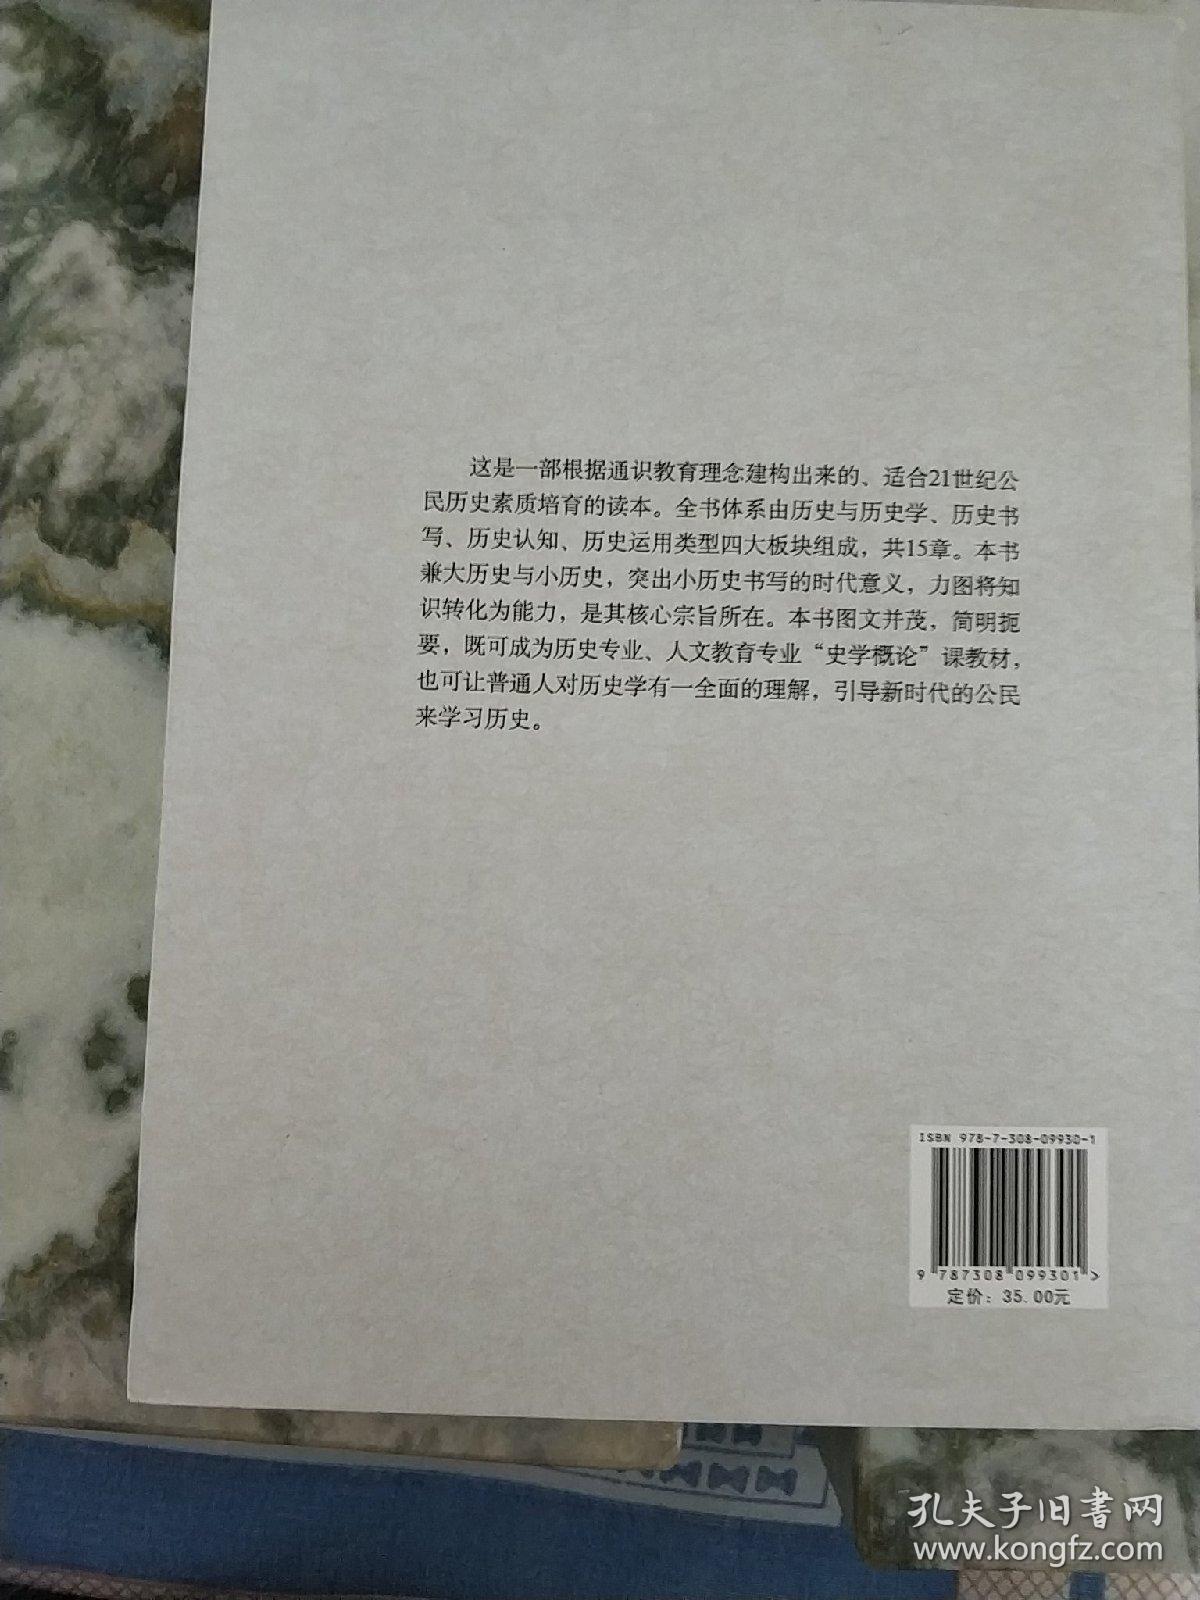 这是一部根据通识教育理念建构出来的、适合21世纪公
民历史素质培育的读本。全书体系由历史与历史学、历史书
写、历史认知、历史运用类型四大板块组成，共15章。本书
兼大历史与小历史，突出小历史书写的时代意义，力图将知
识转化为能力，是其核心宗旨所在。本书图文并茂，简明扼
要，既可成为历史专业、人文教育专业“史学概论”课教材，
也可让普通人对历史学有一全面的理解，引导新时代的公民
来学习历史。
ISBN 978-7-308-09930-1
9 787308 099301 >
定价：35.00元
孔夫子旧书网
www.kongfz.com